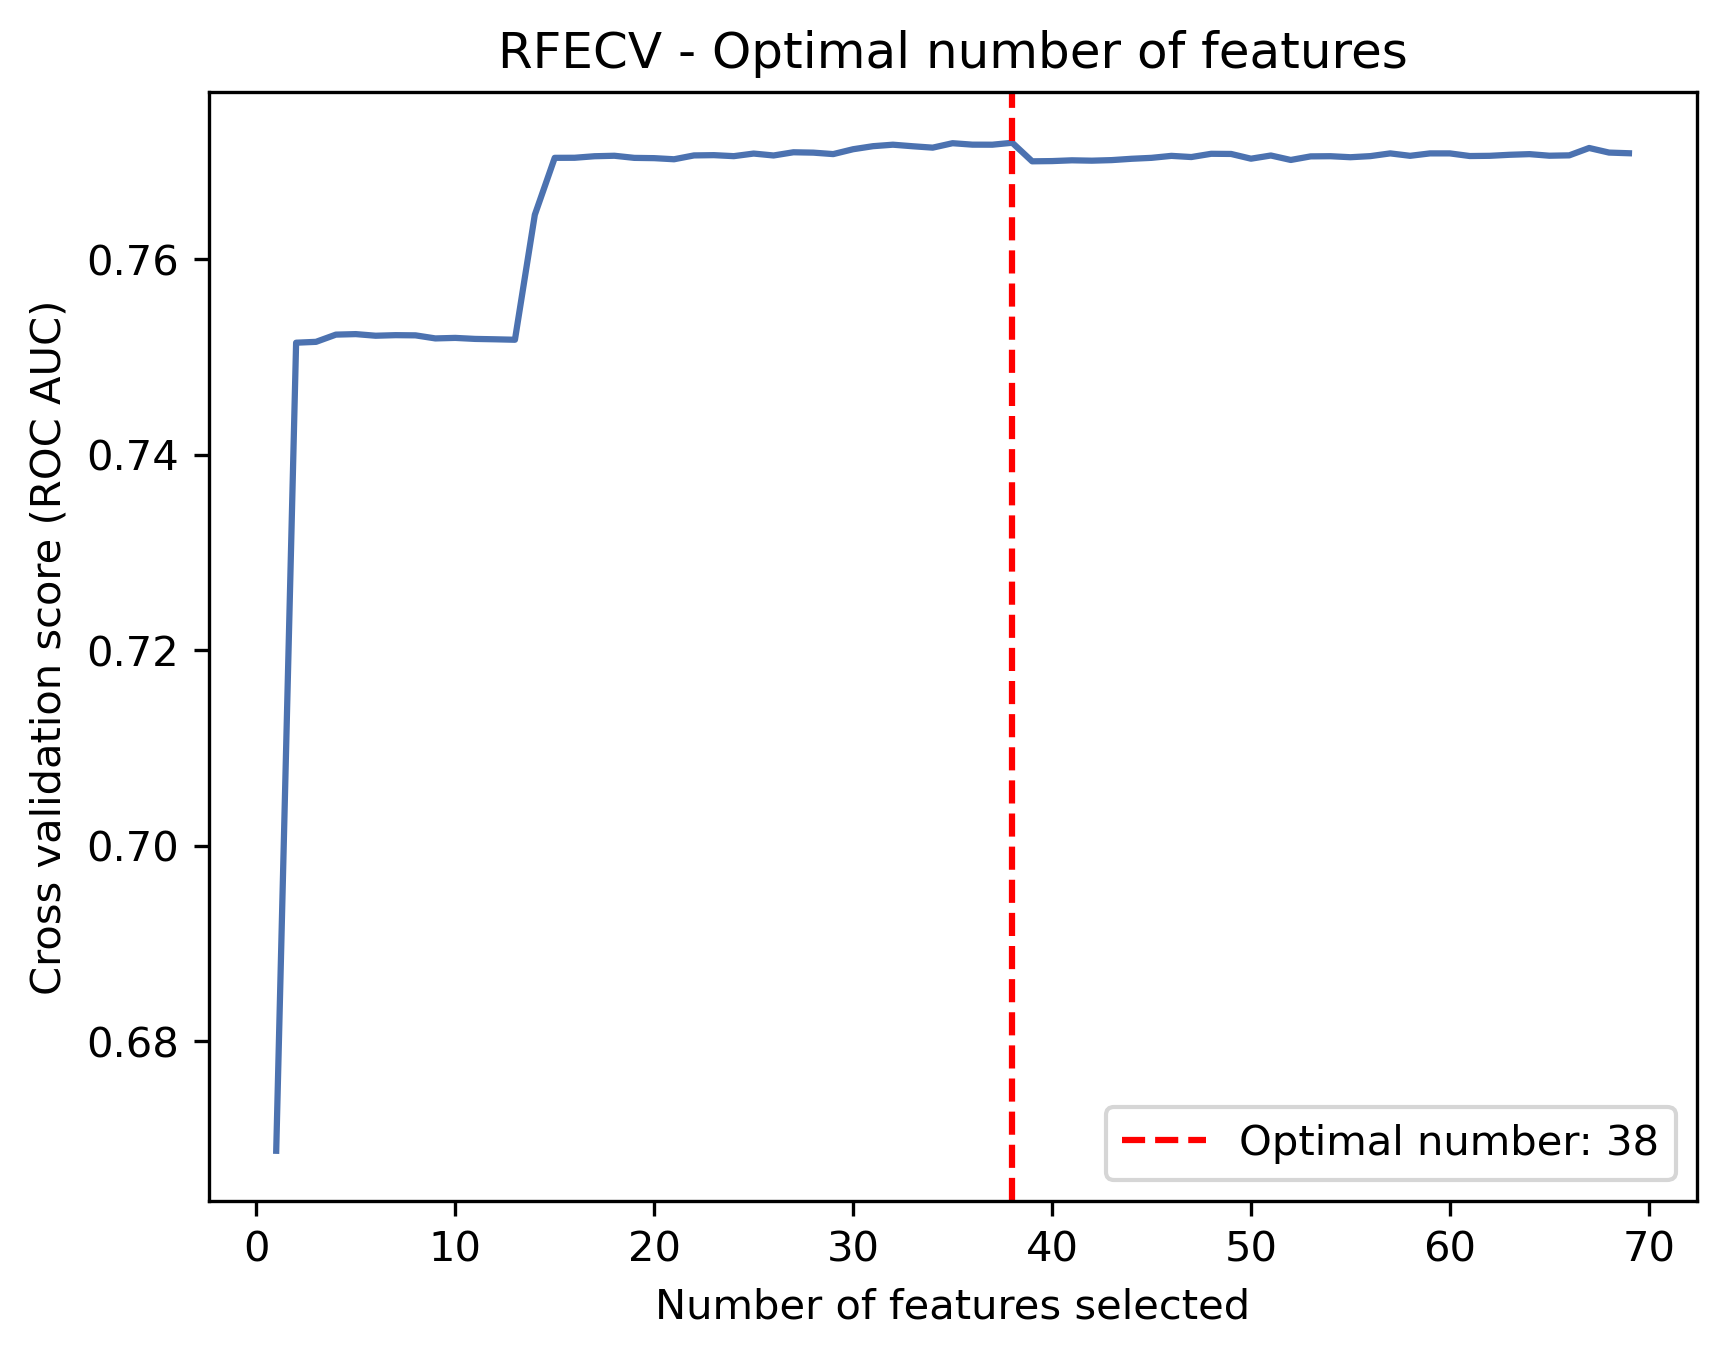 RFECV - Optimal number of features
Cross validation score (ROC AUC)
0.76
0.74
0.72
0.70
0.68
Optimal number: 38
0 10 20 30 40 50 60 70
Number of features selected